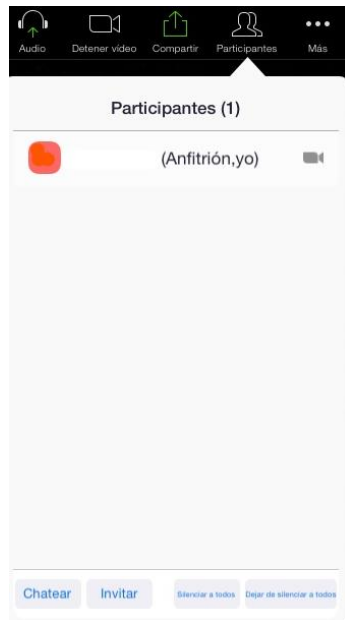 Audio Detener vídeo Compartir Participantes Más
Participantes (1)
(Anfitrión,yo)
Chatear Invitar Silenciar a todos Dejar de silenciar a todos